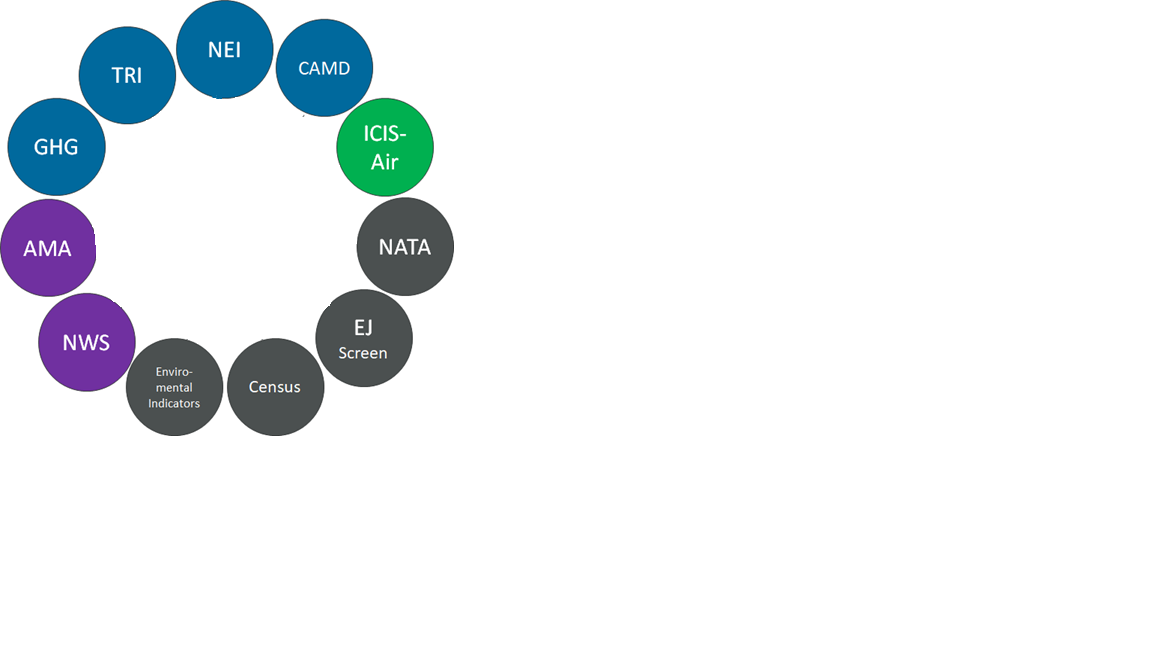 NEI
CAMD
TRI
ICIS-
Air
GHG
NATA
AMA
EJ
Screen
NWS
Enviro-
mental
Indicators
Census